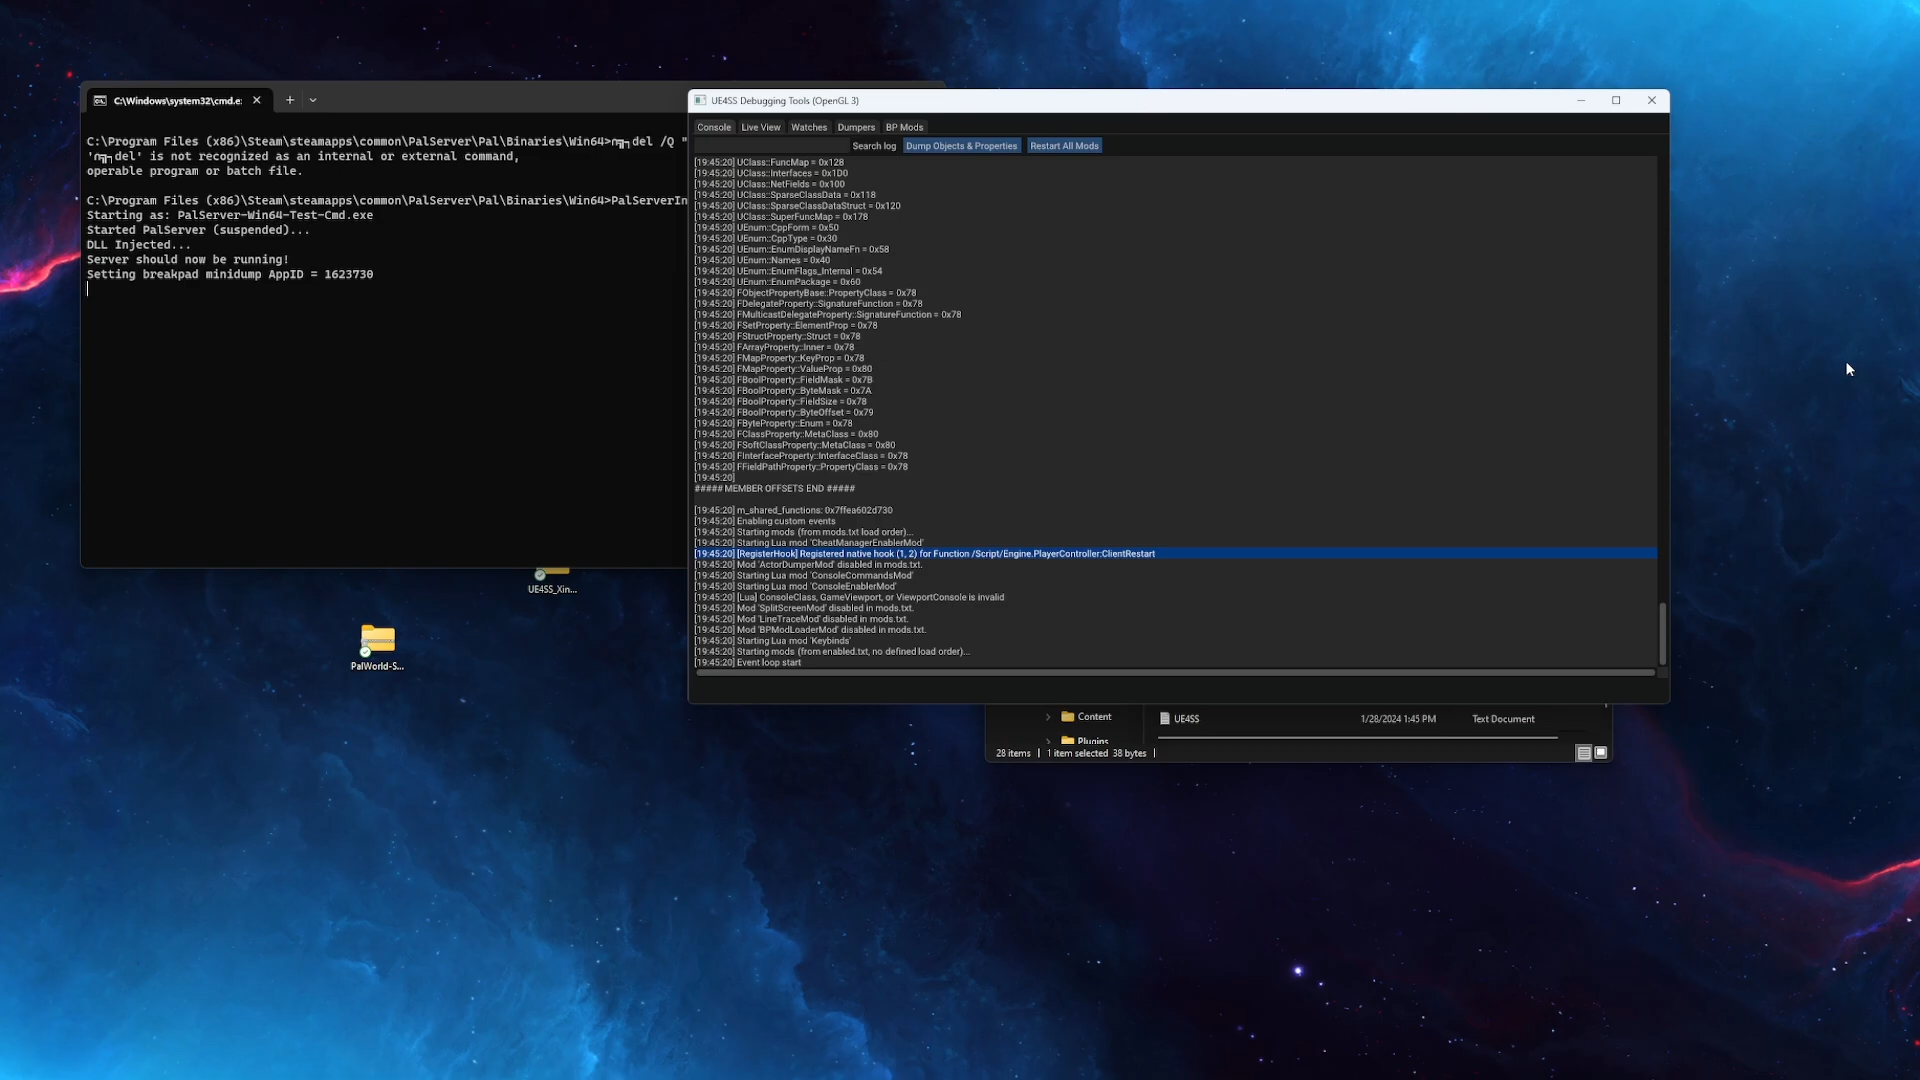 C:\Windows\system32\cmd.e:
C:\Program Files (x86)\Steam\steamapps\common\PalServer\Pal\Binaries\Win64>∩╗┐del /Q "
'∩╗┐del' is not recognized as an internal or external command,
operable program or batch file.
C:\Program Files (x86)\Steam\steamapps\common\PalServer\Pal\Binaries\Win64>PalServerIn
Starting as: PalServer-Win64-Test-Cmd.exe
Started PalServer (suspended)...
DLL Injected...
Server should now be running!
Setting breakpad minidump AppID = 1623730
UE4SS Debugging Tools (OpenGL 3)
Console Live View Watches Dumpers BP Mods
Search log Dump Objects & Properties Restart All Mods
[19:45:20] UClass::FuncMap = 0x128
[19:45:20] UClass::Interfaces = 0x1D0
[19:45:20] UClass::NetFields = 0x100
[19:45:20] UClass::SparseClassData = 0x118
[19:45:20] UClass::SparseClassDataStruct = 0x120
[19:45:20] UClass::SuperFuncMap = 0x178
[19:45:20] UEnum::CppForm = 0x50
[19:45:20] UEnum::CppType = 0x30
[19:45:20] UEnum::EnumDisplayNameFn = 0x58
[19:45:20] UEnum::Names = 0x40
[19:45:20] UEnum::EnumFlags_Internal = 0x54
[19:45:20] UEnum::EnumPackage = 0x60
[19:45:20] FObjectPropertyBase::PropertyClass = 0x78
[19:45:20] FDelegateProperty::SignatureFunction = 0x78
[19:45:20] FMulticastDelegateProperty::SignatureFunction = 0x78
[19:45:20] FSetProperty::ElementProp = 0x78
[19:45:20] FStructProperty::Struct = 0x78
[19:45:20] FArrayProperty::Inner = 0x78
[19:45:20] FMapProperty::KeyProp = 0x78
[19:45:20] FMapProperty::ValueProp = 0x80
[19:45:20] FBoolProperty::FieldMask = 0x7B
[19:45:20] FBoolProperty::ByteMask = 0x7A
[19:45:20] FBoolProperty::FieldSize = 0x78
[19:45:20] FBoolProperty::ByteOffset = 0x79
[19:45:20] FByteProperty::Enum = 0x78
[19:45:20] FClassProperty::MetaClass = 0x80
[19:45:20] FSoftClassProperty::MetaClass = 0x80
[19:45:20] FInterfaceProperty::InterfaceClass = 0x78
[19:45:20] FFieldPathProperty::PropertyClass = 0x78
[19:45:20]
##### MEMBER OFFSETS END #####
[19:45:20] m_shared_functions: 0x7ffea602d730
[19:45:20] Enabling custom events
[19:45:20] Starting mods (from mods.txt load order)...
[19:45:20] Starting Lua mod 'CheatManagerEnablerMod'
[19:45:20] [RegisterHook] Registered native hook (1, 2) for Function /Script/Engine.PlayerController:ClientRestart
[19:45:20] Mod 'ActorDumperMod' disabled in mods.txt.
[19:45:20] Starting Lua mod 'ConsoleCommandsMod'
[19:45:20] Starting Lua mod 'ConsoleEnablerMod'
[19:45:20] [Lua] ConsoleClass, GameViewport, or ViewportConsole is invalid
[19:45:20] Mod 'SplitScreenMod' disabled in mods.txt.
[19:45:20] Mod 'LineTraceMod' disabled in mods.txt.
[19:45:20] Mod 'BPModLoaderMod' disabled in mods.txt.
[19:45:20] Starting Lua mod 'Keybinds'
[19:45:20] Starting mods (from enabled.txt, no defined load order)...
[19:45:20] Event loop start
UE4SS_Xin...
PalWorld-S...
Content UE4SS 1/28/2024 1:45 PM Text Document
Plugins
28 items 1 item selected 38 bytes